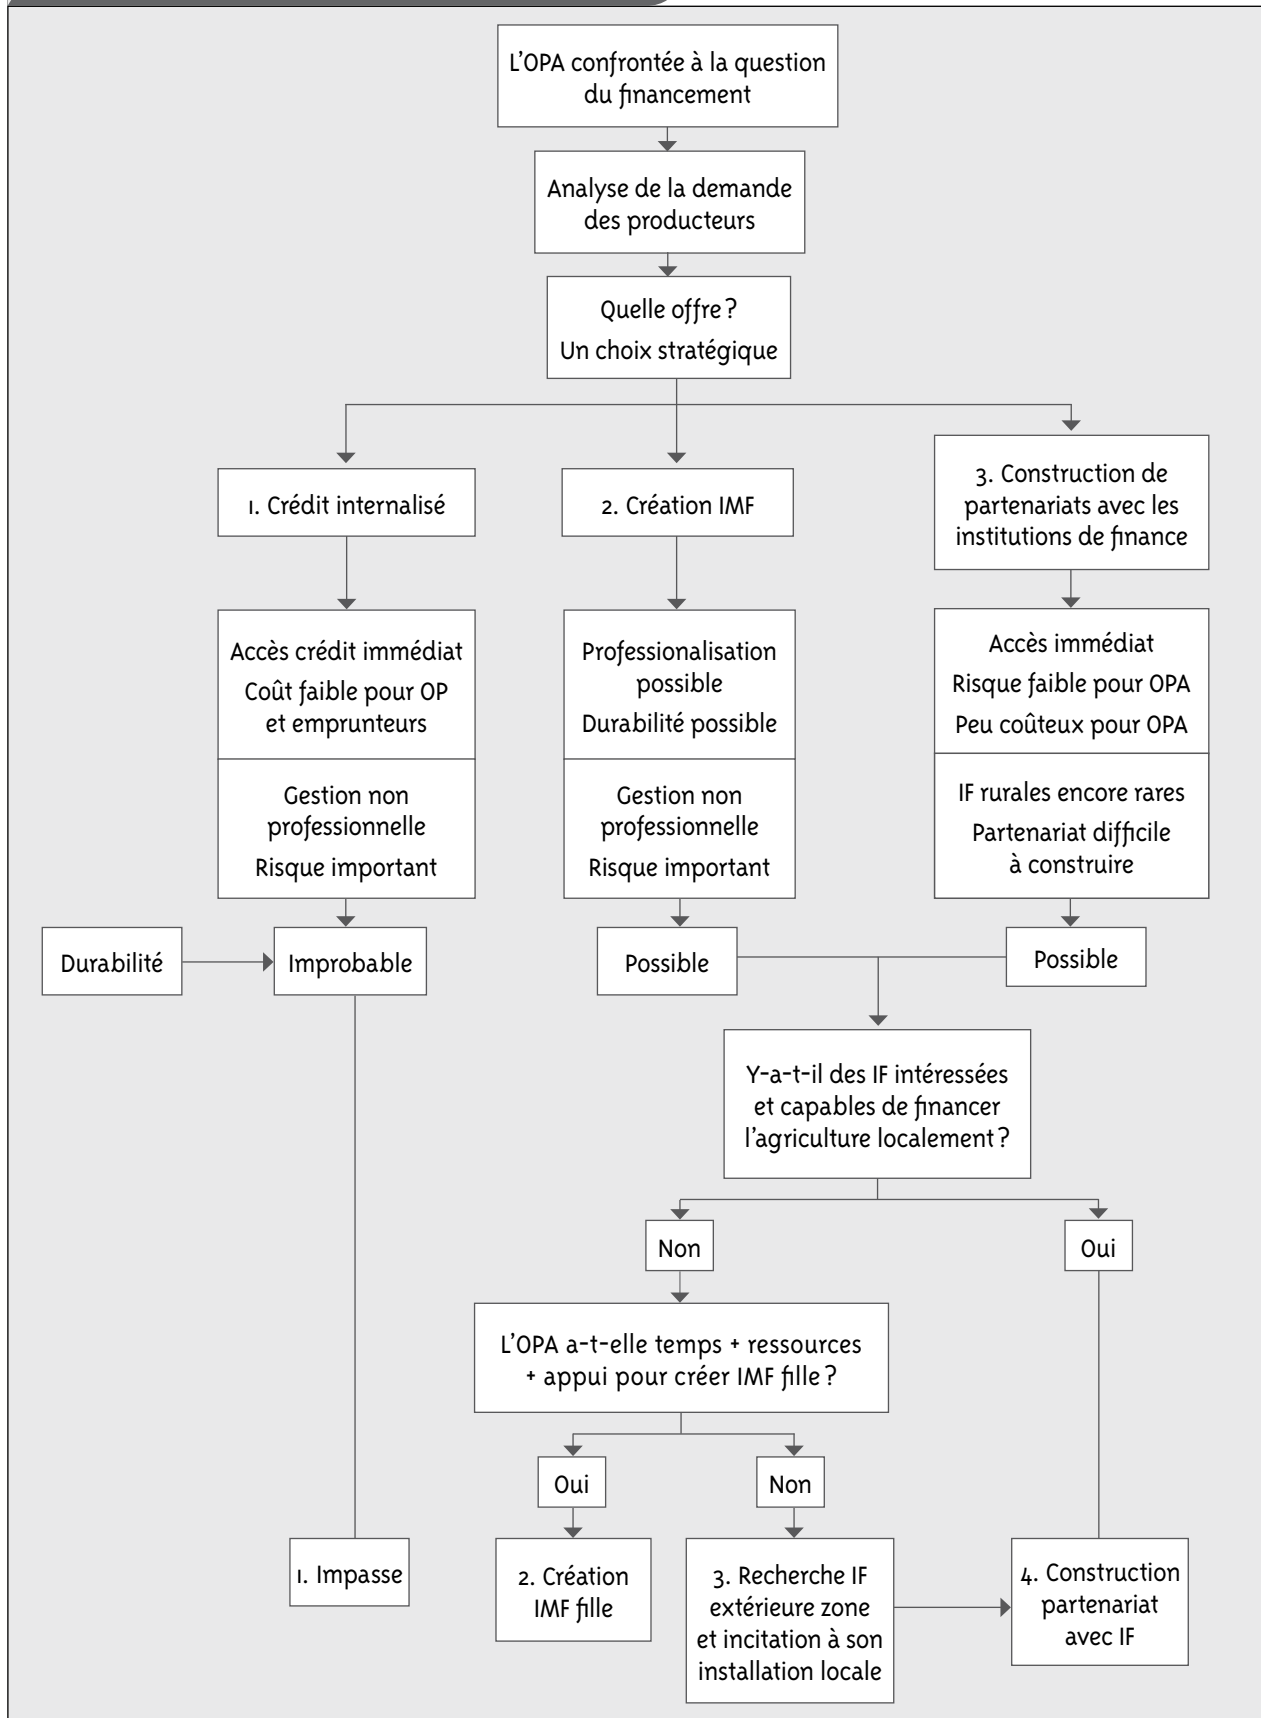 L'OPA confrontée à la question
du financement
Analyse de la demande
des producteurs
Quelle offre ?
Un choix stratégique
1. Crédit internalisé
2. Création IMF
3. Construction de
partenariats avec les
institutions de finance
Accès crédit immédiat
Coût faible pour OP
et emprunteurs
Gestion non
professionnelle
Risque important
Professionalisation
possible
Durabilité possible
Gestion non
professionnelle
Risque important
Accès immédiat
Risque faible pour OPA
Peu coûteux pour OPA
IF rurales encore rares
Partenariat difficile
à construire
Durabilité
Improbable
Possible
Possible
Y-a-t-il des IF intéressées
et capables de financer
l'agriculture localement ?
Non
Oui
L'OPA a-t-elle temps + ressources
+ appui pour créer IMF fille ?
Oui
Non
1. Impasse
2. Création
IMF fille
3. Recherche IF
extérieure zone
et incitation à son
installation locale
4. Construction
partenariat
avec IF